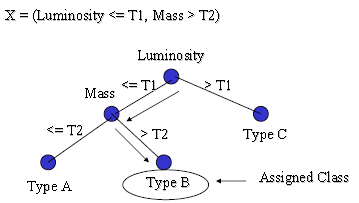 X = (Luminosity <= T1, Mass > T2)
Luminosity
<= T1
> T1
Mass
<= T2
> T2
Type C
Type A
Type B
Assigned Class